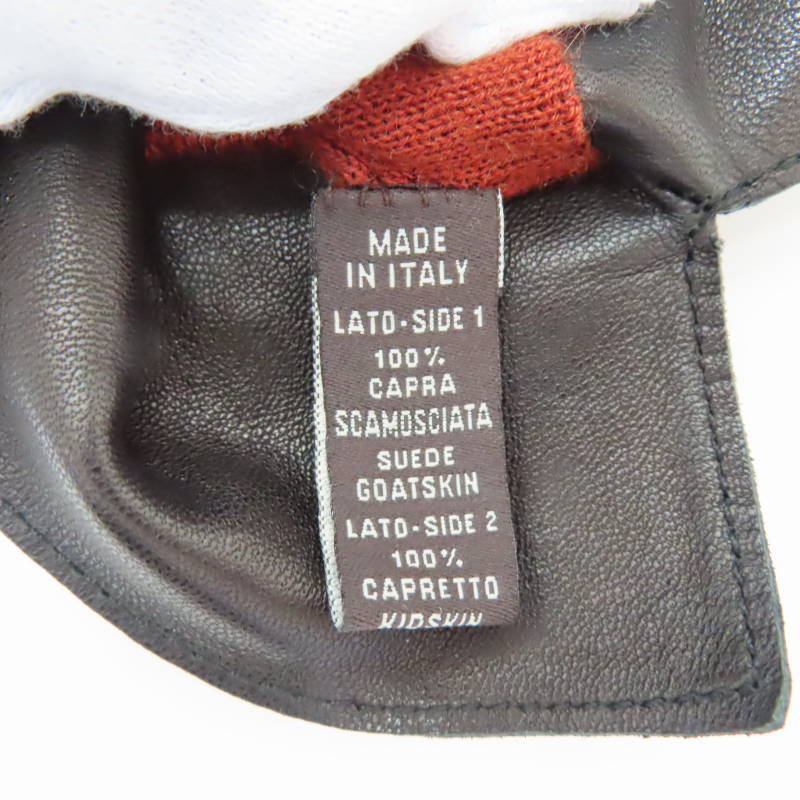 MADE
IN ITALY
LATO-SIDE 1
100%
CAPRA
SCAMOSCIATA
SUEDE
GOATSKIN
LATO-SIDE 2
100%
CAPRETTO
KIDSKIN